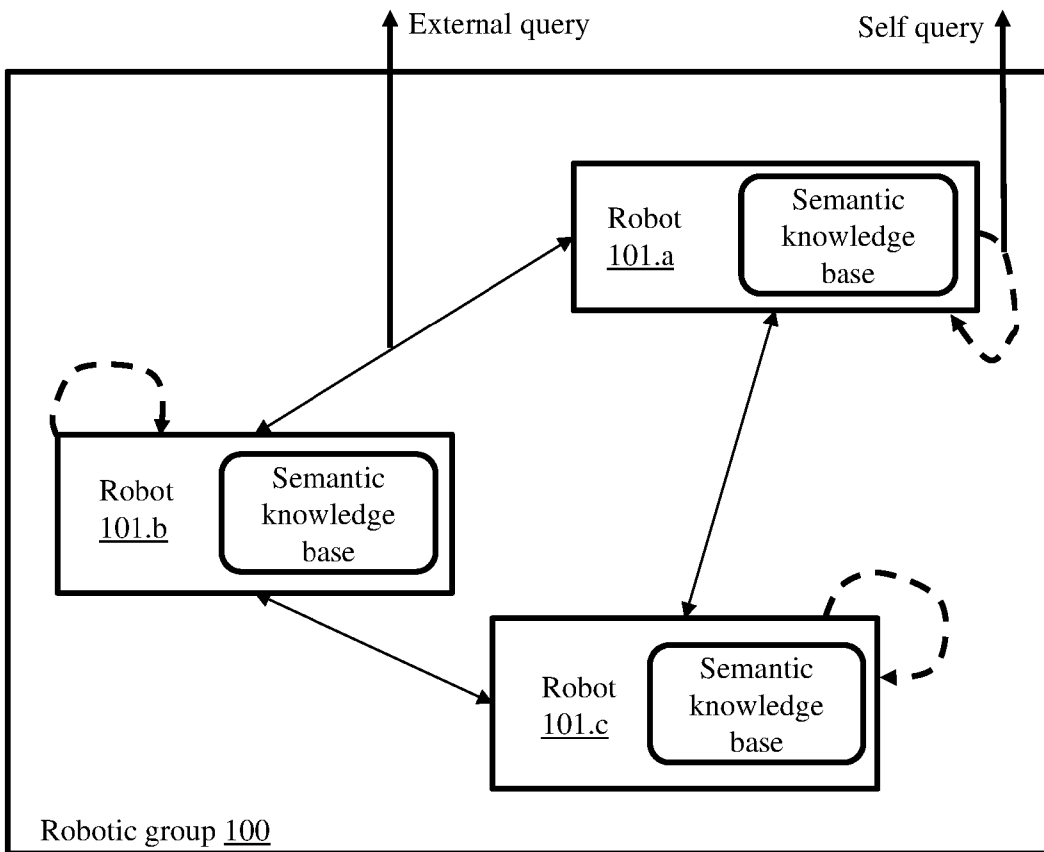 External query
Self query
Robot
101.a
Semantic
knowledge
base
Robot
101.b
Semantic
knowledge
base
Robot
101.c
Semantic
knowledge
base
Robotic group 100